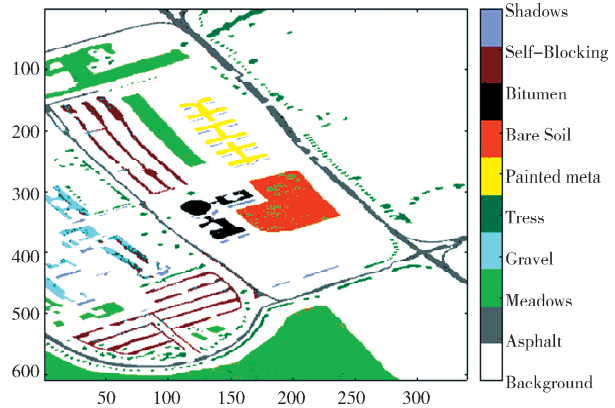 Shadows
Self-Blocking
Bitumen
Bare Soil
Painted meta
Tress
Gravel
Meadows
Asphalt
Background
100
200
300
400
500
600
50
100
150
200
250
300